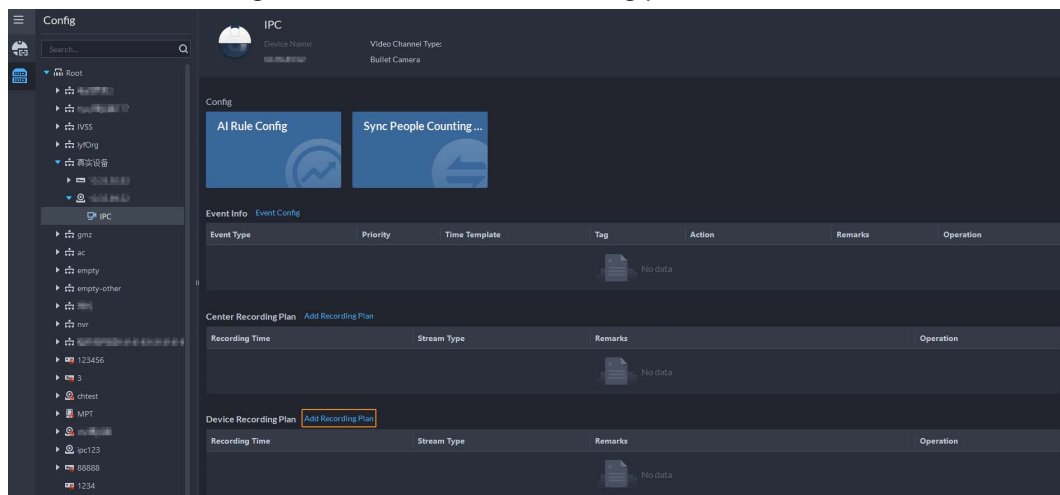 Config
Search...
Root
IVSS
lyfOrg
真实设备
IPC
gmz
ac
empty
empty-other
nvr
123456
3
chtest
MPT
ipc123
88888
1234
IPC
Device Name: Video Channel Type:
Bullet Camera
Config
AI Rule Config Sync People Counting ...
Event Info Event Config
Event Type Priority Time Template Tag Action Remarks Operation
No data
Center Recording Plan Add Recording Plan
Recording Time Stream Type Remarks Operation
No data
Device Recording Plan Add Recording Plan
Recording Time Stream Type Remarks Operation
No data